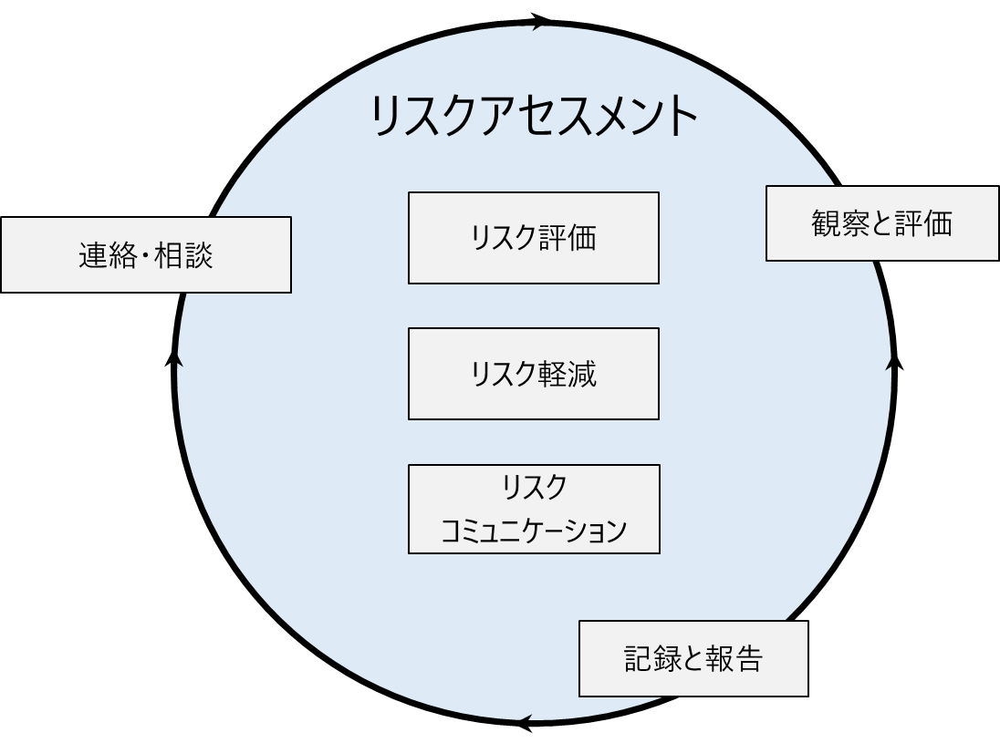 リスクアセスメント
観察と評価
リスク評価
連絡・相談
リスク軽減
リスク
コミュニケーション
記録と報告